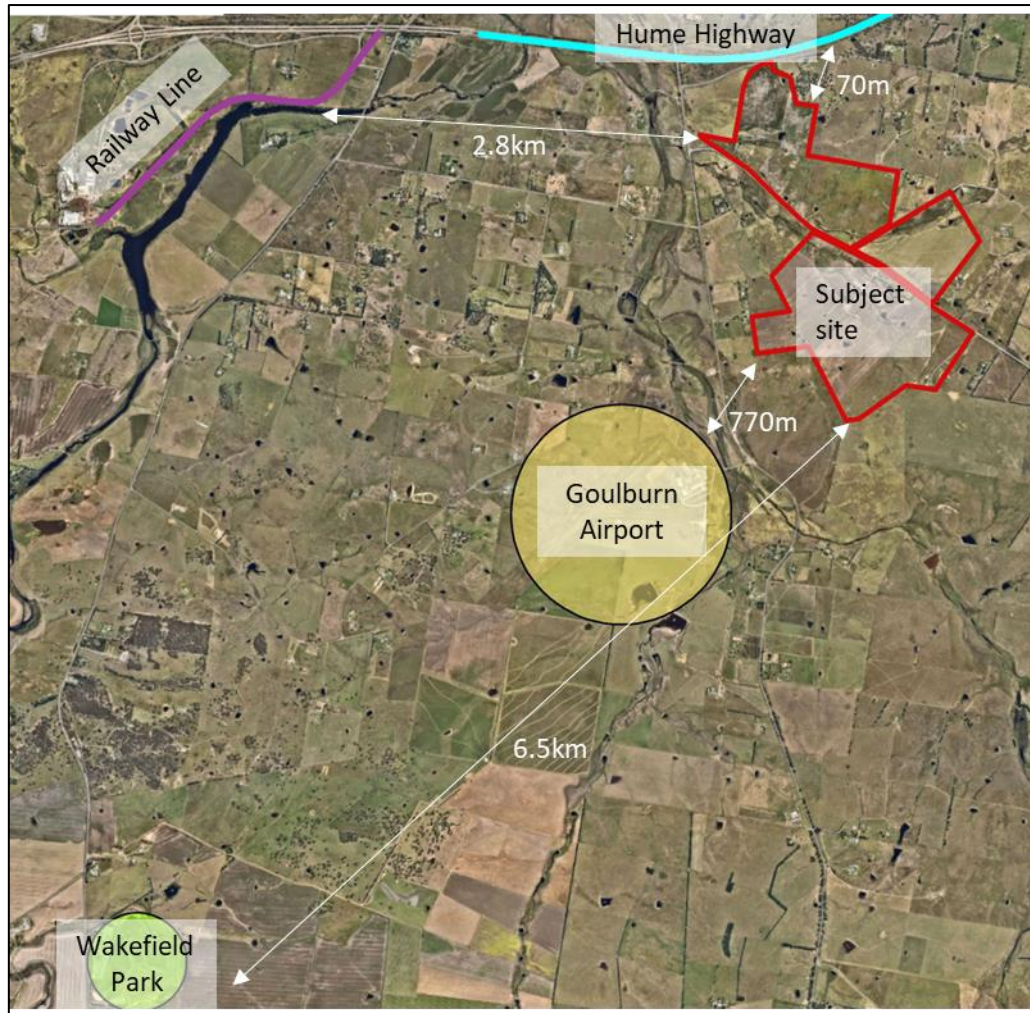 Hume Highway
70m
Railway Line
2.8km
Subject
site
770m
Goulburn
Airport
6.5km
Wakefield
Park